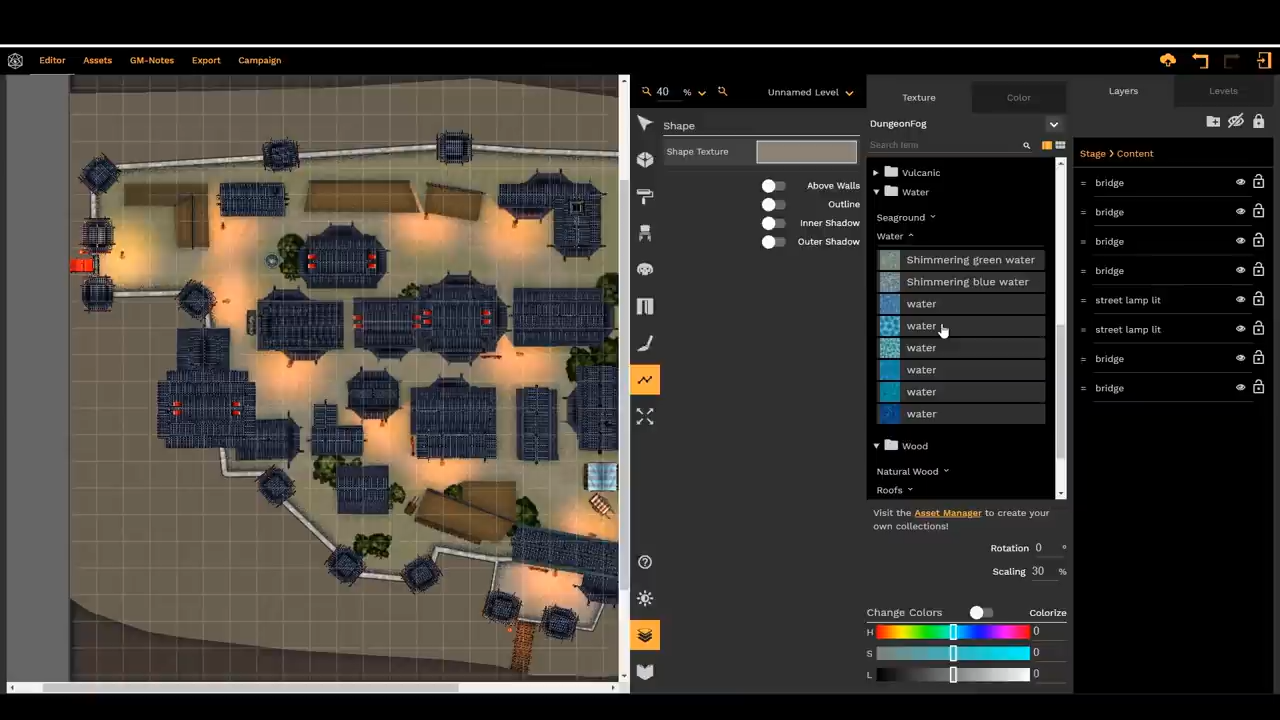 Editor Assets GM-Notes Export Campaign
40 % Unnamed Level
Shape
Shape Texture
Above Walls
Outline
Inner Shadow
Outer Shadow
Texture Color
DungeonFog
Search term
Vulcanic
Water
Seaground
Water
Shimmering green water
Shimmering blue water
water
water
water
water
water
water
Wood
Natural Wood
Roofs
Visit the Asset Manager to create your
own collections!
Rotation 0 °
Scaling 30 %
Change Colors Colorize
H 0
S 0
L 0
Layers Levels
Stage > Content
= bridge
= bridge
= bridge
= bridge
= street lamp lit
= street lamp lit
= bridge
= bridge